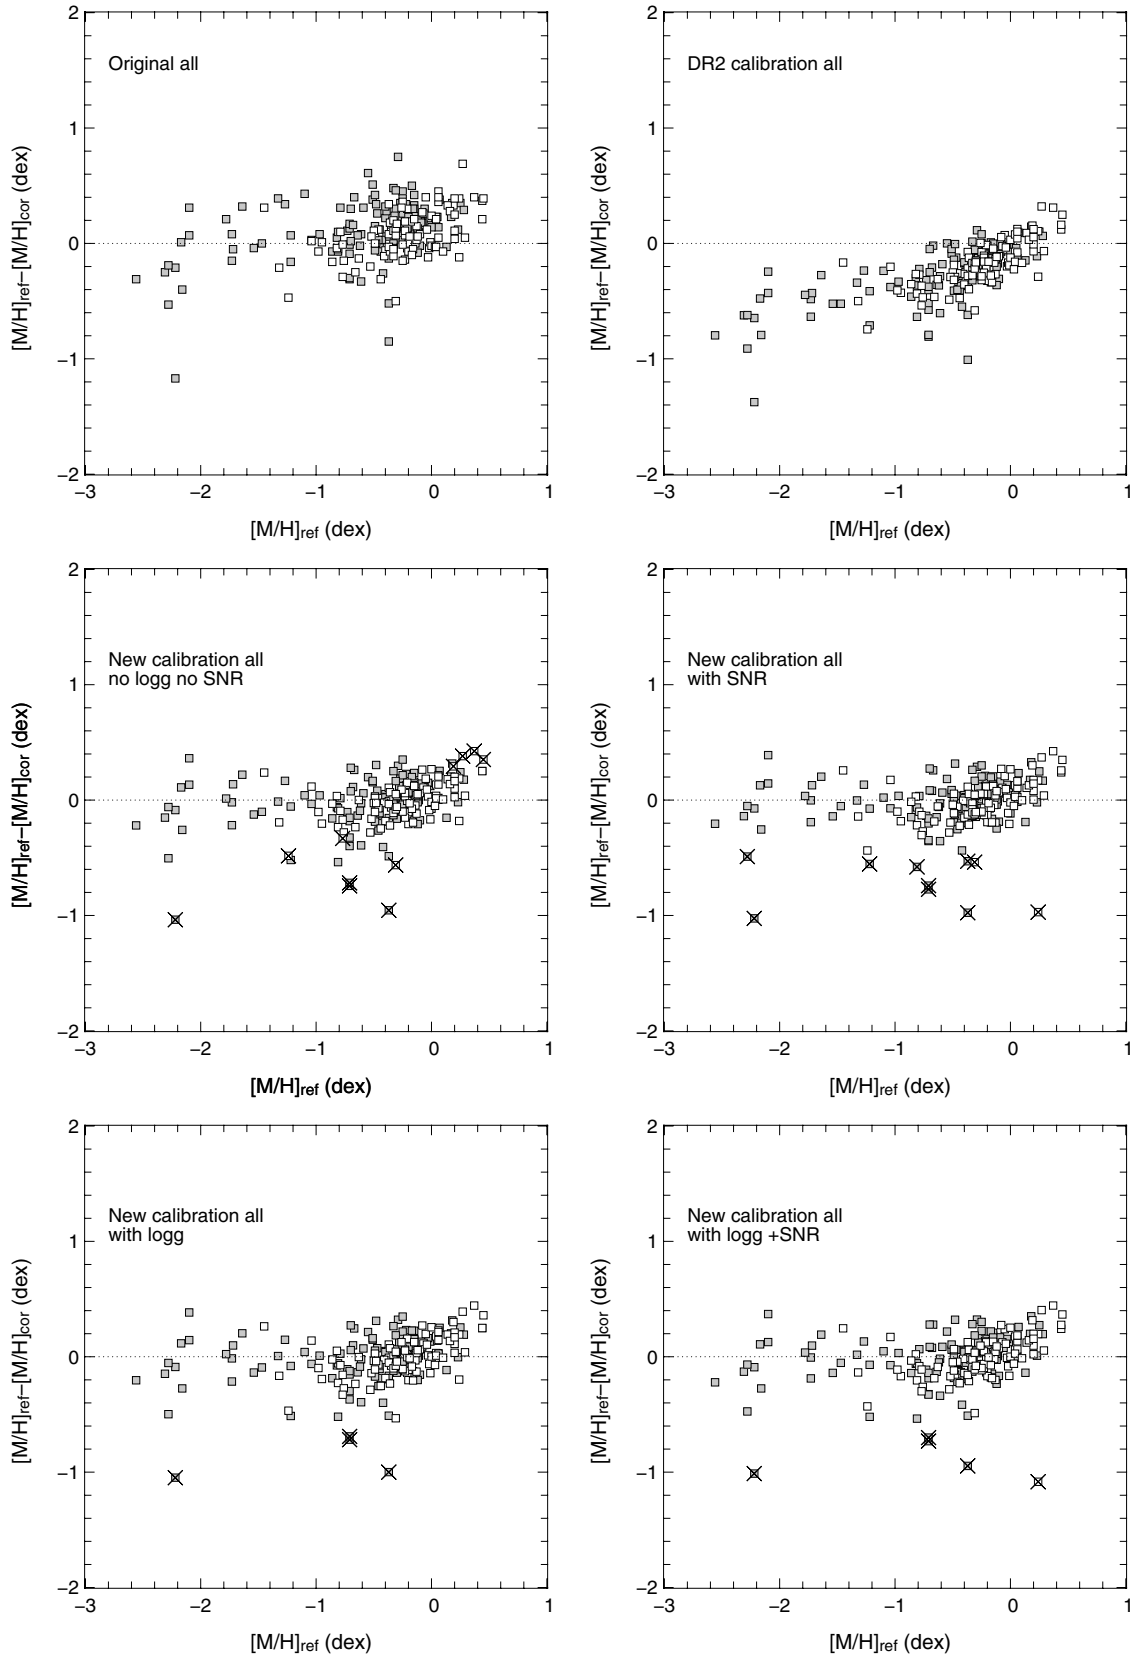 2
1
0
−1
−2
−3
−2
−1
0
1
Original all
[M/H]ref−[M/H]cor (dex)
[M/H]ref (dex)
2
1
0
−1
−2
−3
−2
−1
0
1
DR2 calibration all
[M/H]ref−[M/H]cor (dex)
[M/H]ref (dex)
2
1
0
−1
−2
−3
−2
−1
0
1
New calibration all
no logg no SNR
[M/H]ref−[M/H]cor (dex)
[M/H]ref (dex)
2
1
0
−1
−2
−3
−2
−1
0
1
New calibration all
with SNR
[M/H]ref−[M/H]cor (dex)
[M/H]ref (dex)
2
1
0
−1
−2
−3
−2
−1
0
1
New calibration all
with logg
[M/H]ref−[M/H]cor (dex)
[M/H]ref (dex)
2
1
0
−1
−2
−3
−2
−1
0
1
New calibration all
with logg +SNR
[M/H]ref−[M/H]cor (dex)
[M/H]ref (dex)